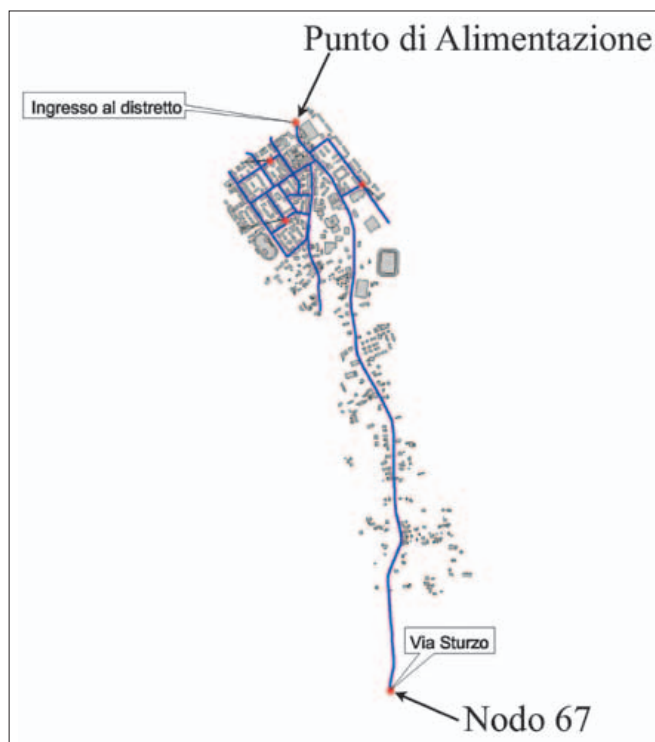 Punto di Alimentazione
Ingresso al distretto
Via Sturzo
Nodo 67